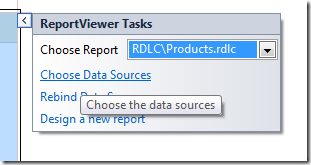 ReportViewer Tasks
Choose Report RDLC\Products.rdlc
Choose Data Sources
Rebind
Choose the data sources
Design a new report